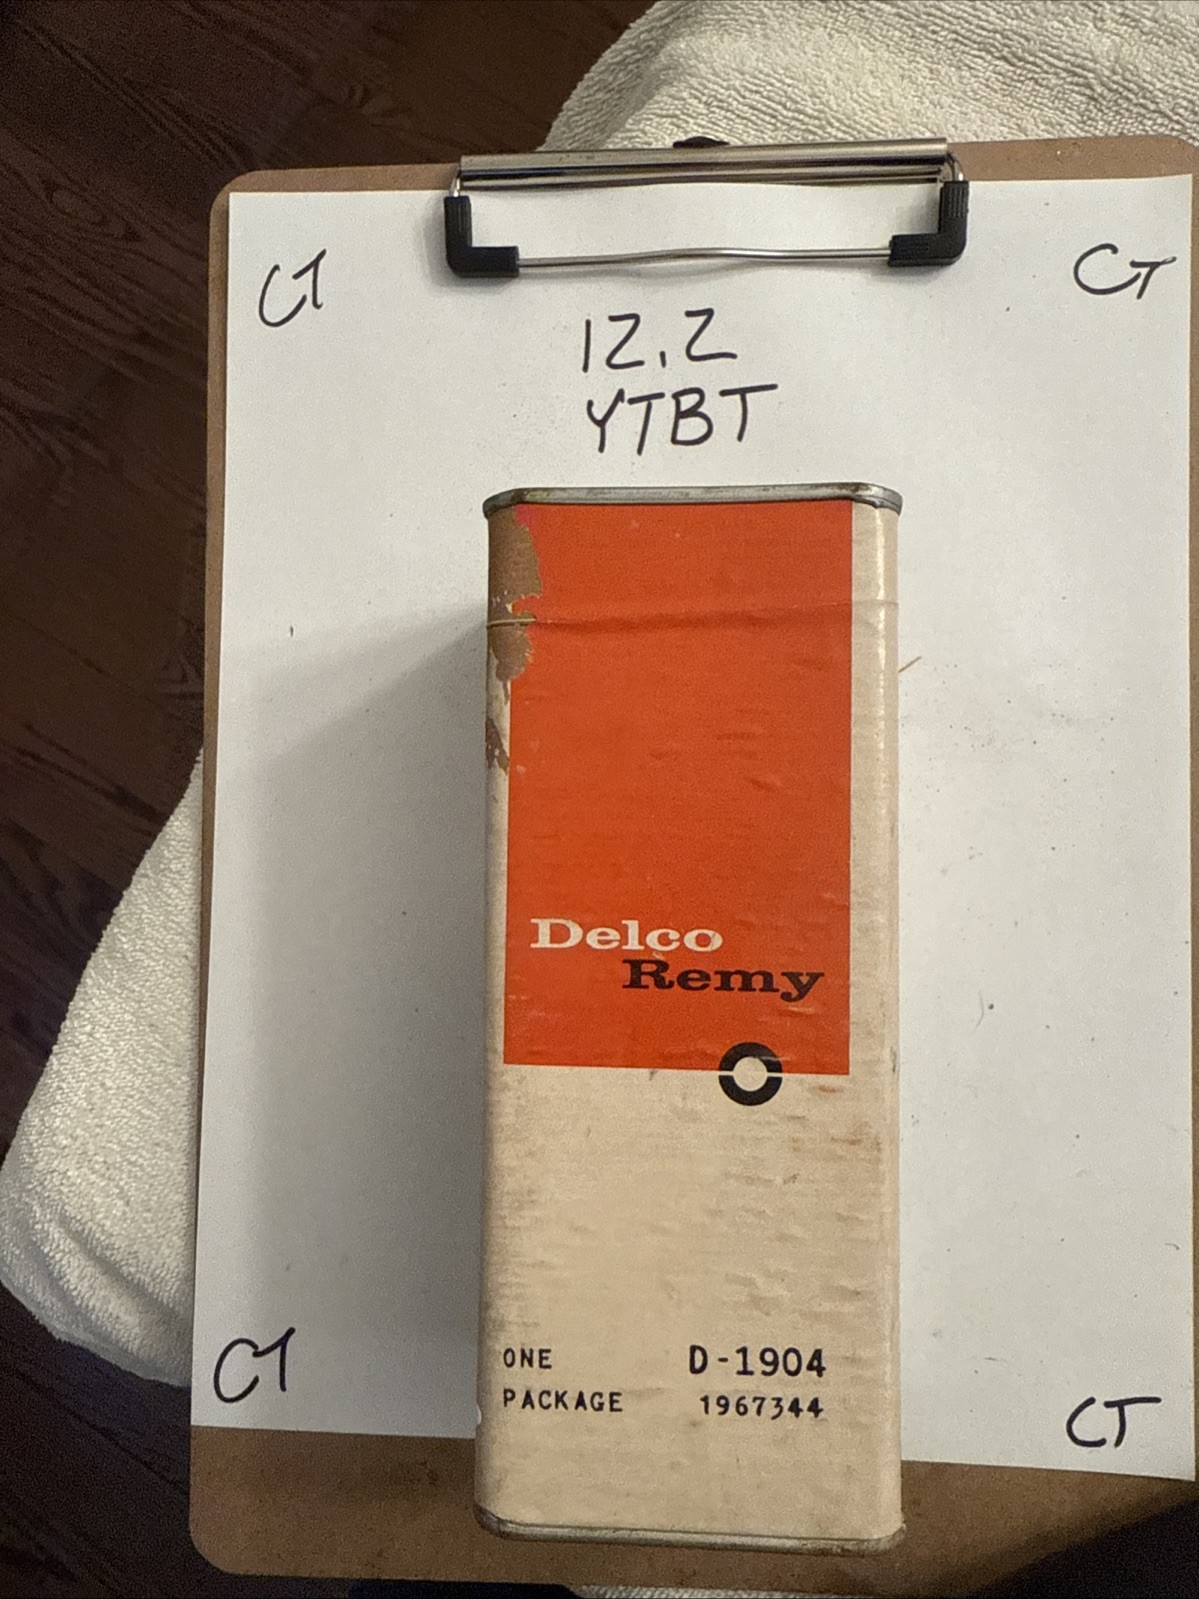 CT
CT
12.2
YTBT
Delco
Remy
ONE D-1904
PACKAGE 1967344
CT
CT